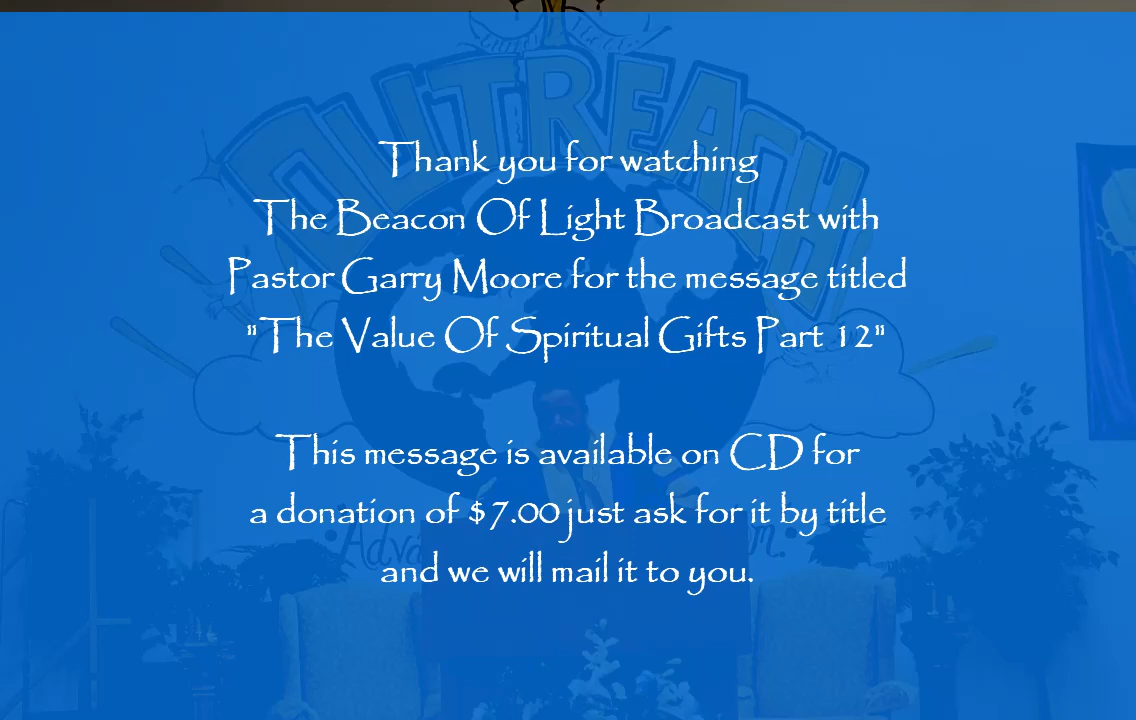 OUTREACH
Thank you for watching
The Beacon Of Light Broadcast with
Pastor Garry Moore for the message titled
"The Value Of Spiritual Gifts Part 12"
This message is available on CD for
a donation of $7.00 just ask for it by title
and we will mail it to you.